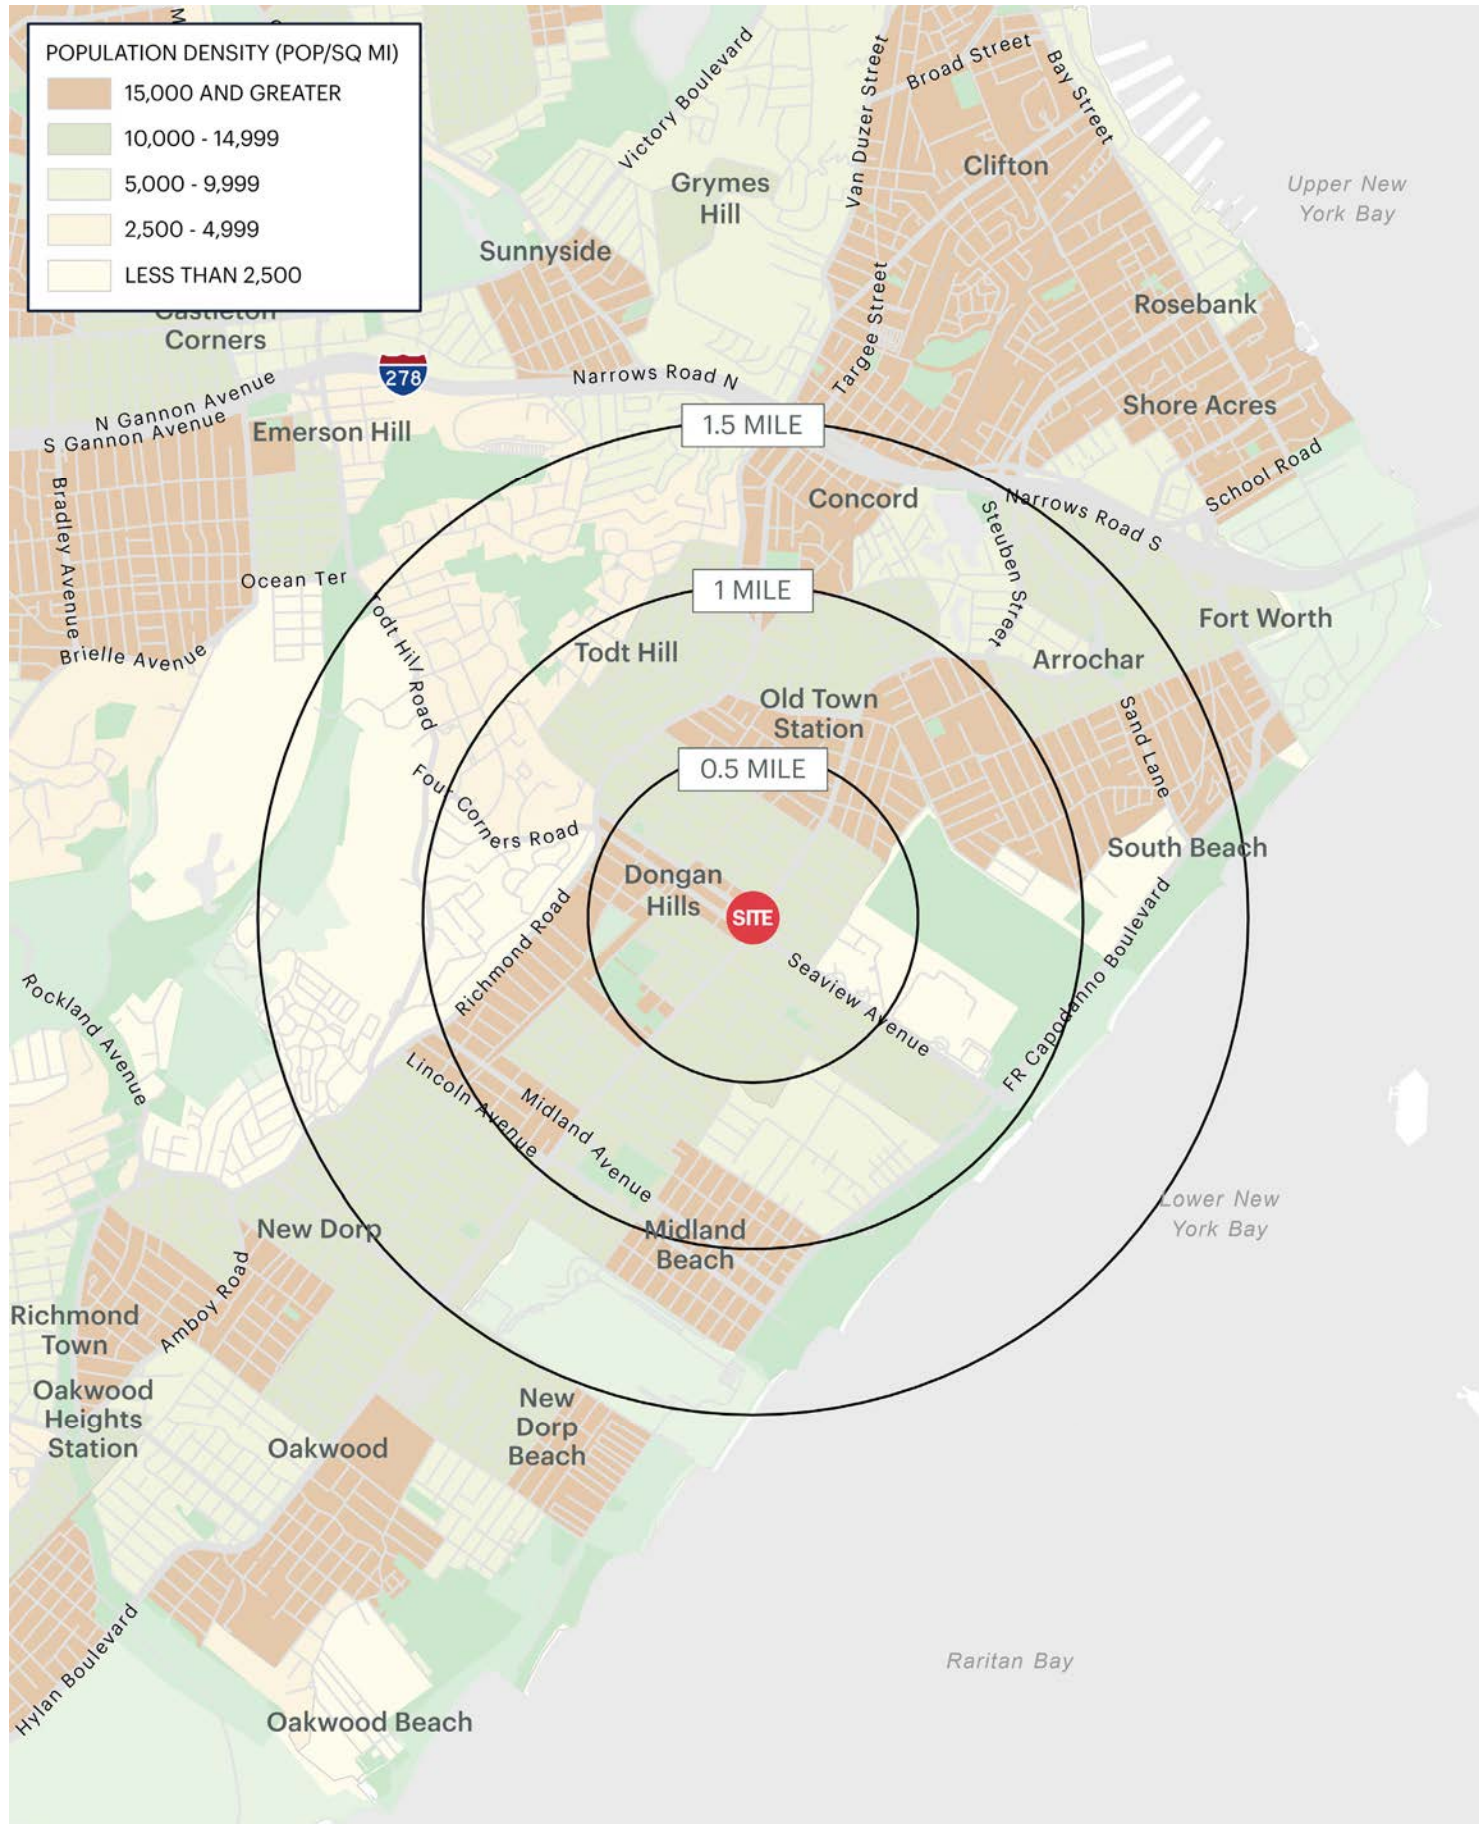 POPULATION DENSITY (POP/SQ MI)
15,000 AND GREATER
10,000 - 14,999
5,000 - 9,999
2,500 - 4,999
LESS THAN 2,500
Victory Boulevard
Van Duzer Street
Broad Street
Bay Street
Clifton
Grymes
Hill
Upper New
York Bay
Sunnyside
Targee Street
Rosebank
Castleton
Corners
278
Narrows Road N
N Gannon Avenue
S Gannon Avenue
Emerson Hill
1.5 MILE
Shore Acres
School Road
Bradley Avenue
Concord
Narrows Road S
Steuben Street
Ocean Ter
1 MILE
Fort Worth
Todt Hill Road
Todt Hill
Arrochar
Brielle Avenue
Old Town
Station
Sand Lane
0.5 MILE
Four Corners Road
South Beach
Dongan
Hills
SITE
Richmond Road
Seaview Avenue
FR Capodanno Boulevard
Rockland Avenue
Lincoln Avenue
Midland Avenue
Lower New
York Bay
New Dorp
Midland
Beach
Amboy Road
Richmond
Town
Oakwood
Heights
Station
New
Dorp
Beach
Oakwood
Hylan Boulevard
Raritan Bay
Oakwood Beach